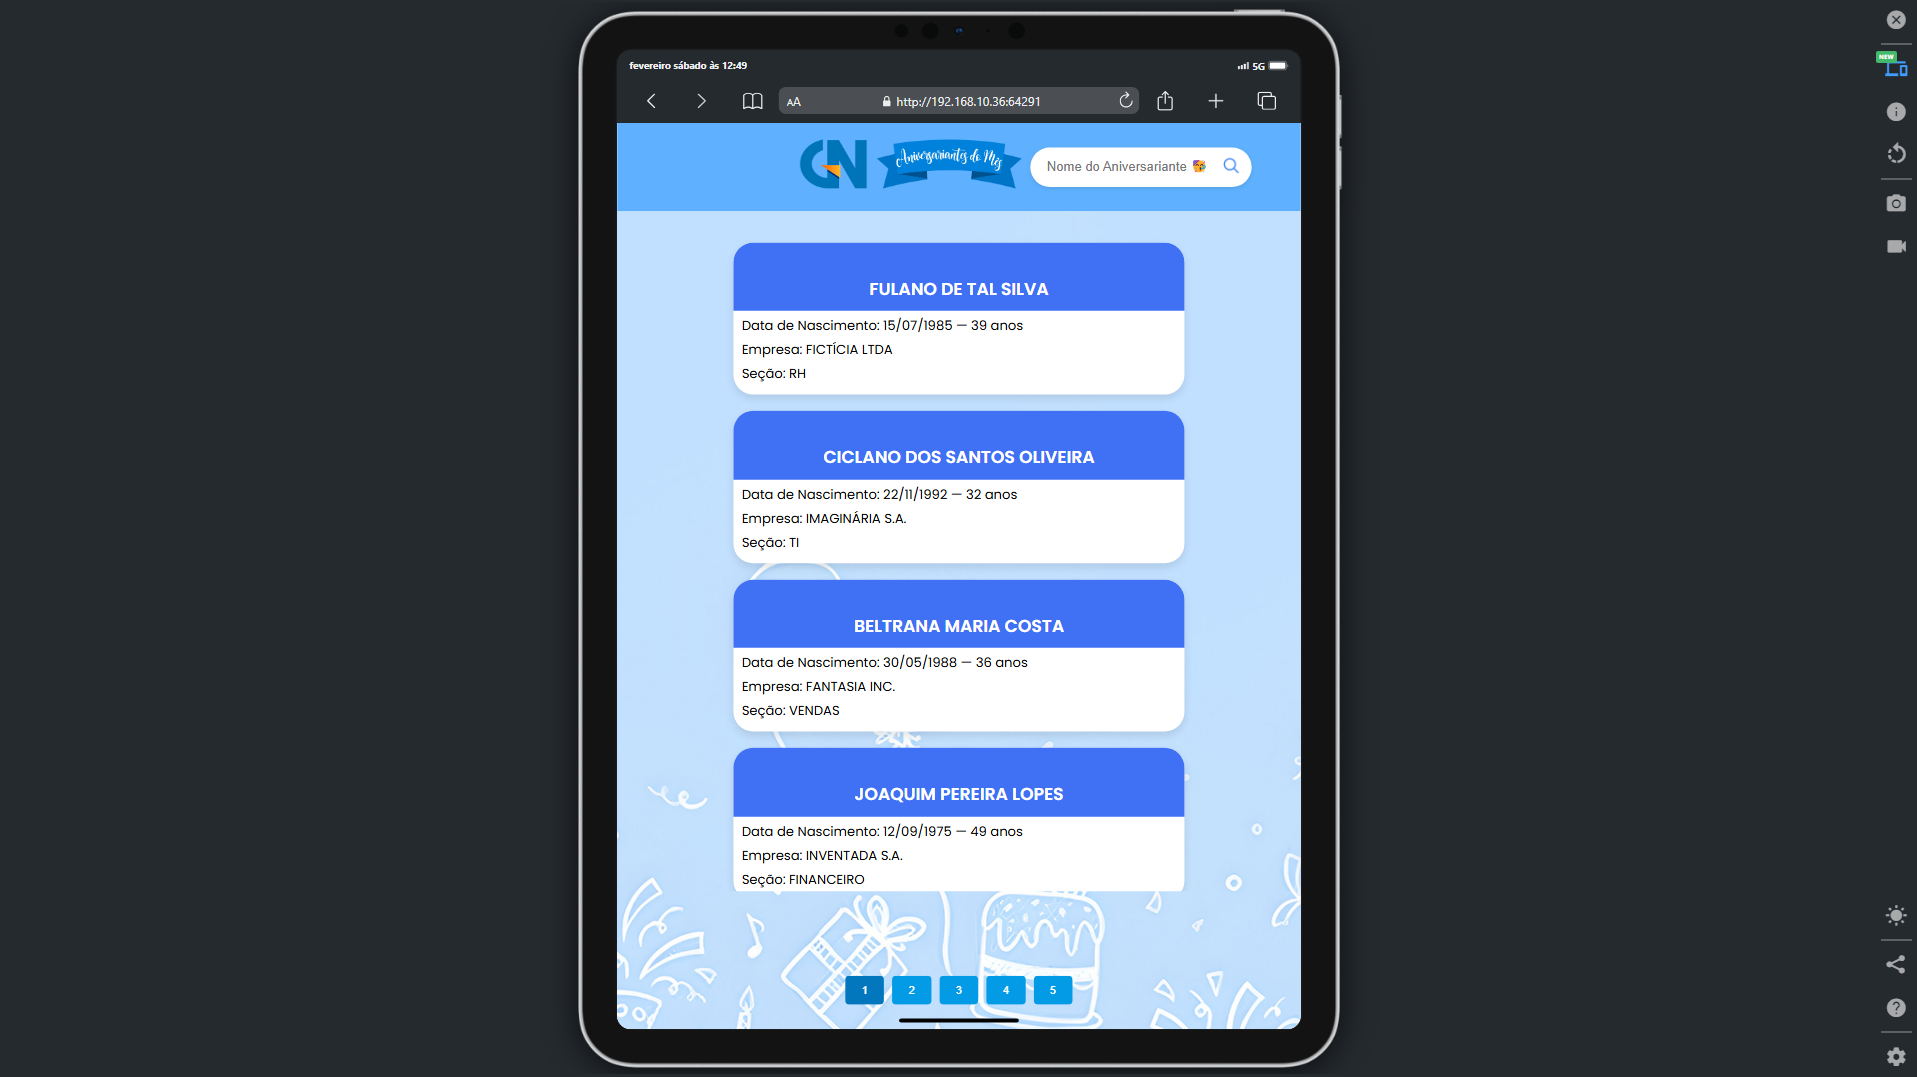 fevereiro sábado às 12:49
5G
AA
http://192.168.10.36:64291
GN
Aniversariantes do Mês
Nome do Aniversariante
NEW
FULANO DE TAL SILVA
Data de Nascimento: 15/07/1985 — 39 anos
Empresa: FICTÍCIA LTDA
Seção: RH
CICLANO DOS SANTOS OLIVEIRA
Data de Nascimento: 22/11/1992 — 32 anos
Empresa: IMAGINÁRIA S.A.
Seção: TI
BELTRANA MARIA COSTA
Data de Nascimento: 30/05/1988 — 36 anos
Empresa: FANTASIA INC.
Seção: VENDAS
JOAQUIM PEREIRA LOPES
Data de Nascimento: 12/09/1975 — 49 anos
Empresa: INVENTADA S.A.
Seção: FINANCEIRO
1 2 3 4 5